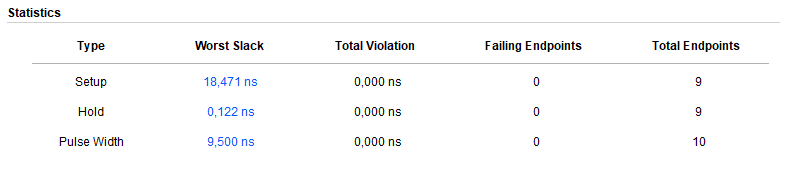 Statistics
Type Worst Slack Total Violation Failing Endpoints Total Endpoints
Setup 18,471 ns 0,000 ns 0 9
Hold 0,122 ns 0,000 ns 0 9
Pulse Width 9,500 ns 0,000 ns 0 10